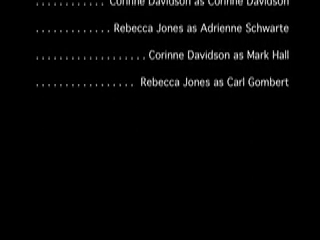 ............ Corinne Davidson as Corinne Davidson
............. Rebecca Jones as Adrienne Schwarte
................... Corinne Davidson as Mark Hall
................. Rebecca Jones as Carl Gombert